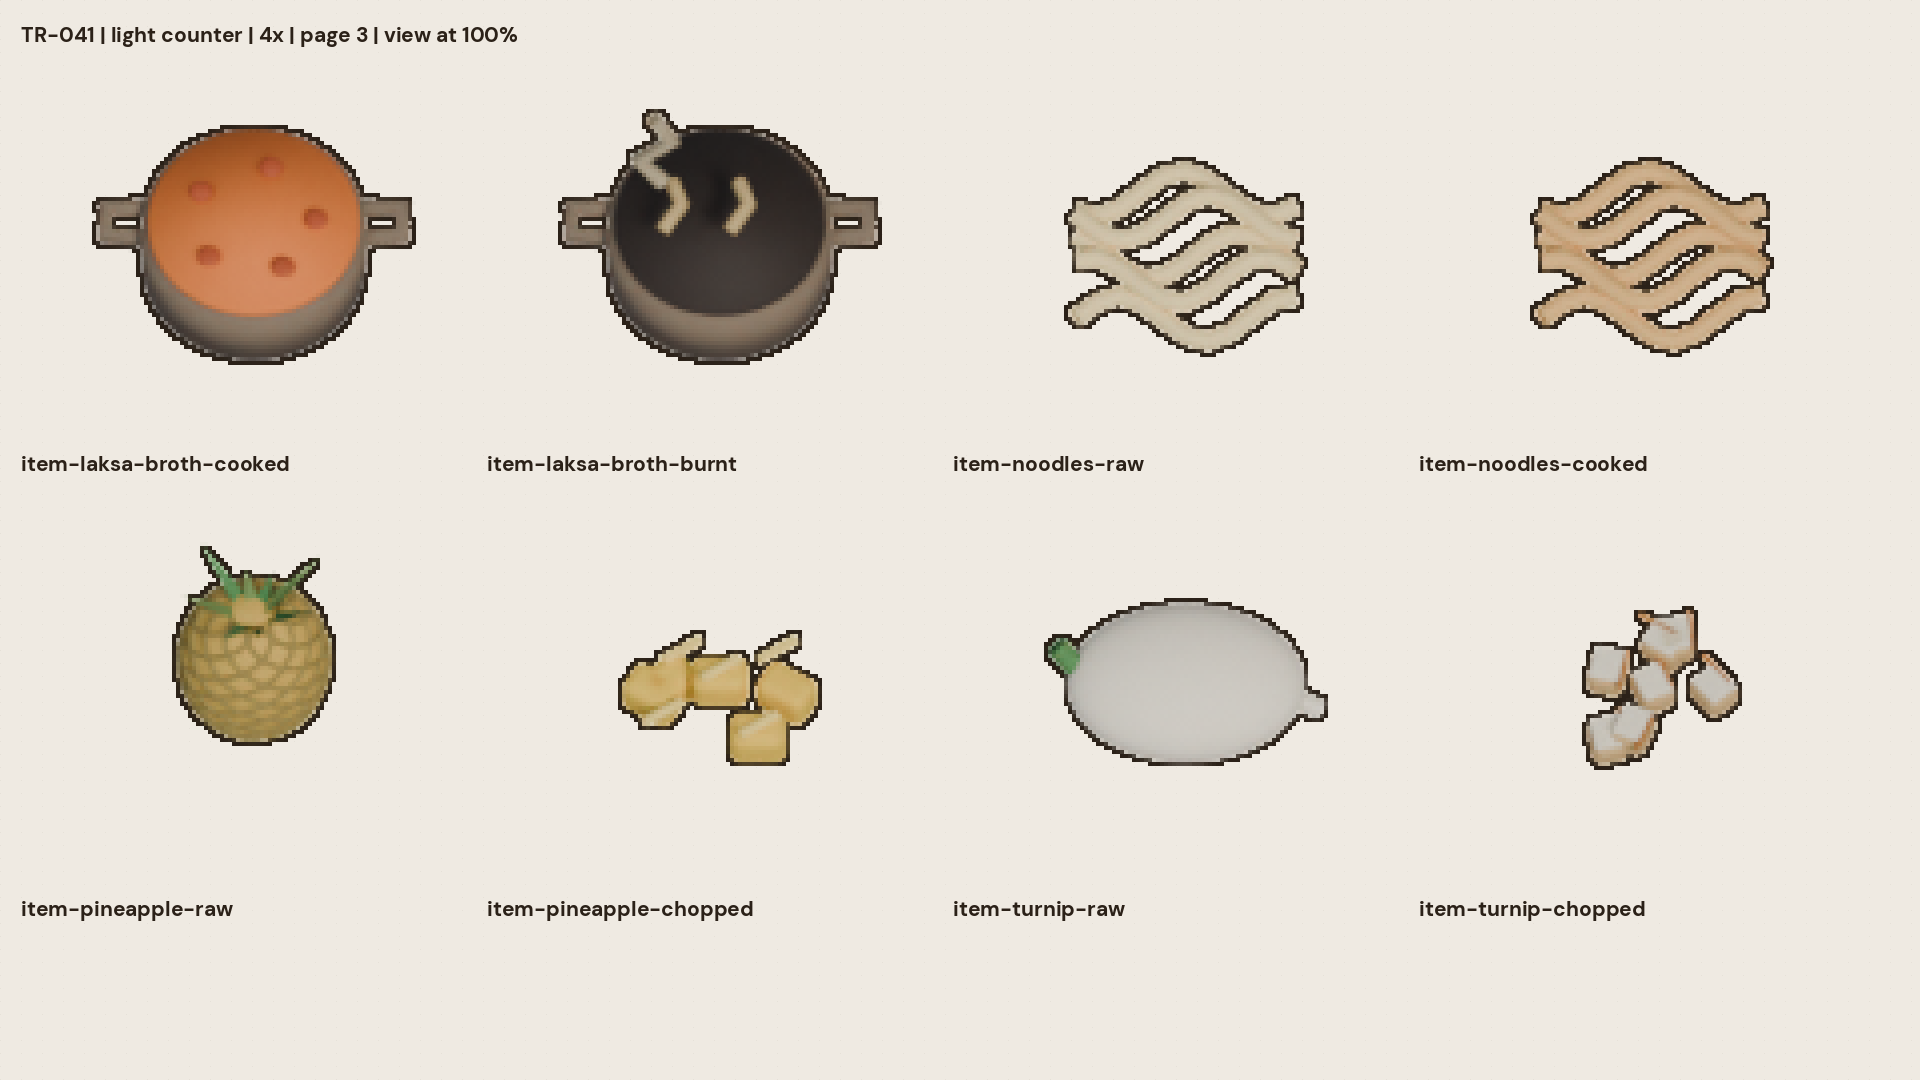 TR-041 | light counter | 4x | page 3 | view at 100%
item-laksa-broth-cooked
item-laksa-broth-burnt
item-noodles-raw
item-noodles-cooked
item-pineapple-raw
item-pineapple-chopped
item-turnip-raw
item-turnip-chopped